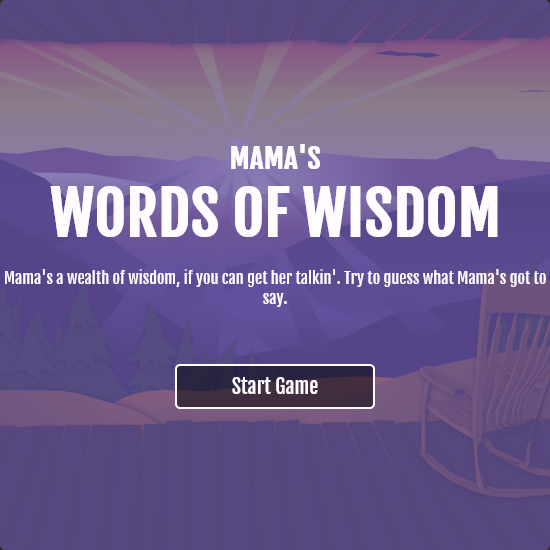 MAMA'S
WORDS OF WISDOM
Mama's a wealth of wisdom, if you can get her talkin'. Try to guess what Mama's got to
say.
Start Game